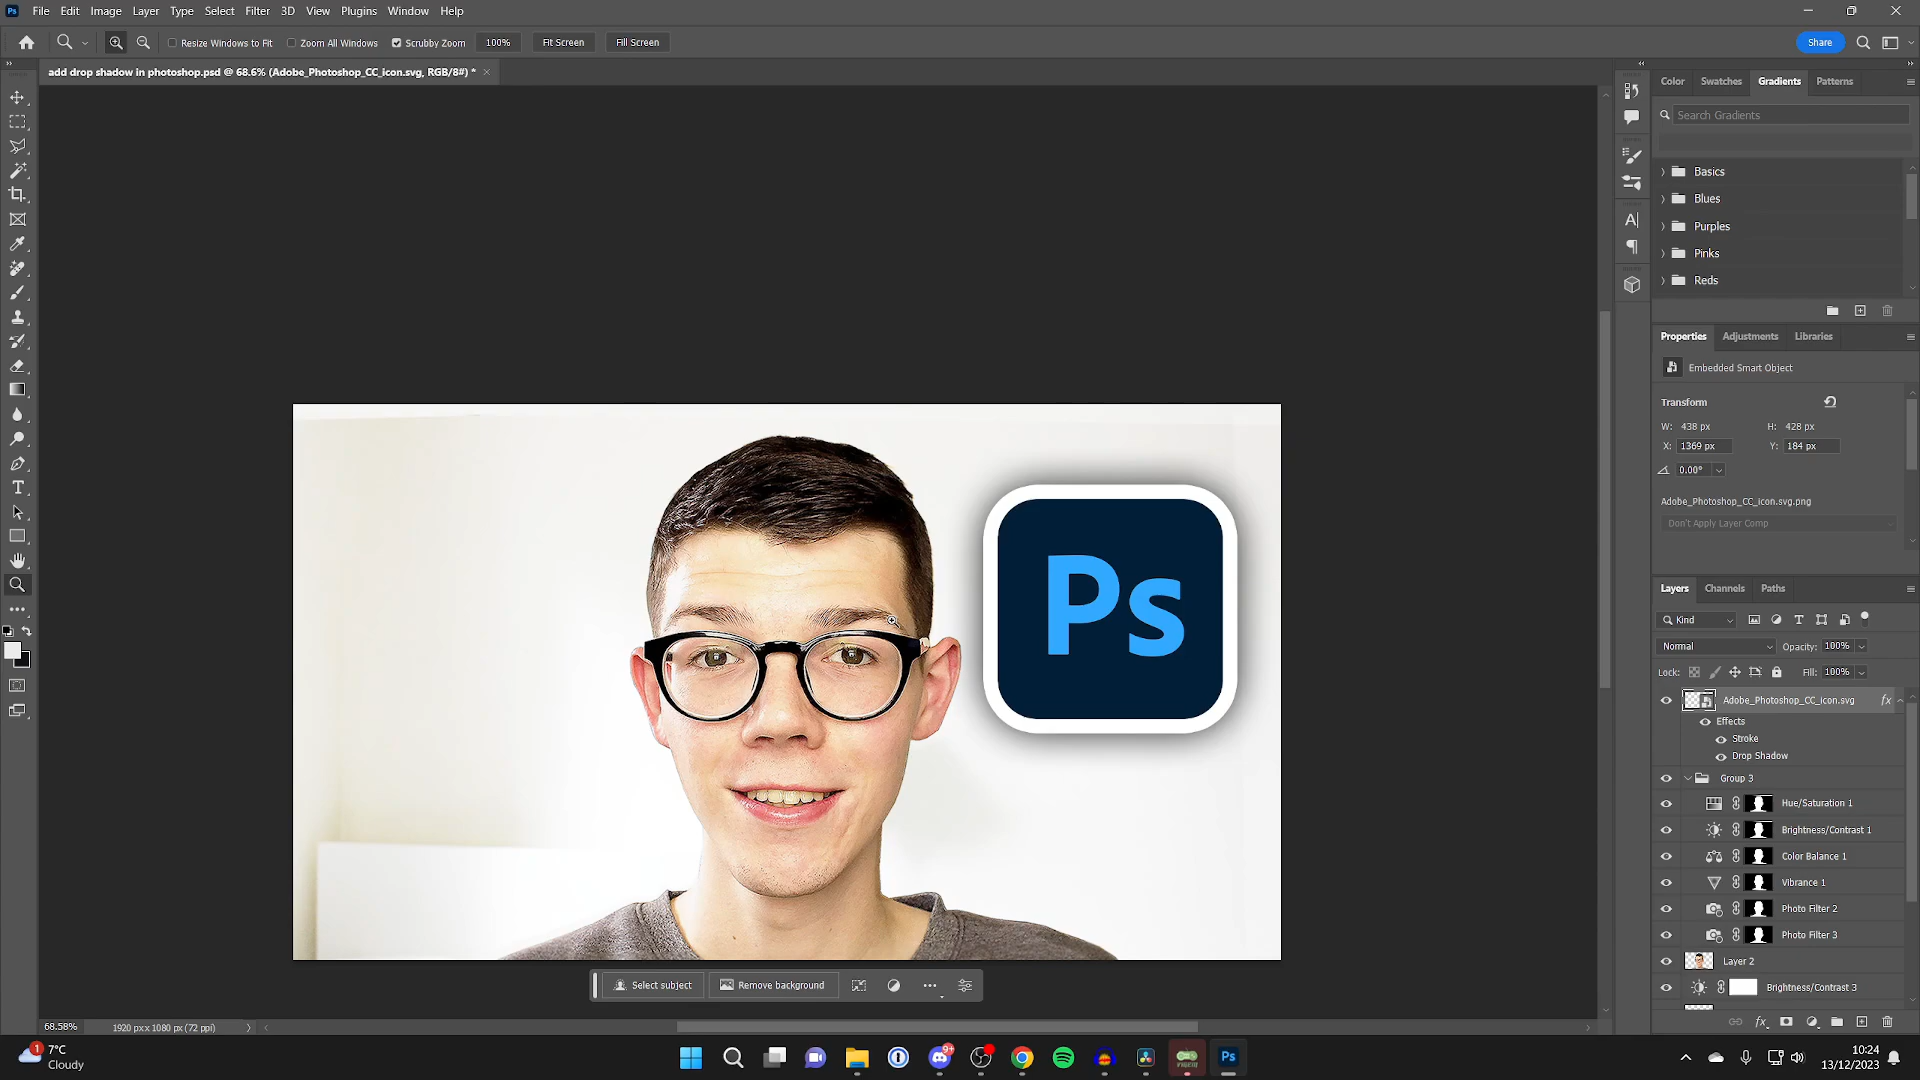 Ps File Edit Image Layer Type Select Filter 3D View Plugins Window Help
Resize Windows to Fit Zoom All Windows Scrubby Zoom 100% Fit Screen Fill Screen Share
add drop shadow in photoshop.psd @ 68.6% (Adobe_Photoshop_CC_icon.svg, RGB/8#) * ×
Color Swatches Gradients Patterns
Search Gradients
Basics
Blues
Purples
Pinks
Reds
Properties Adjustments Libraries
Embedded Smart Object
Transform
W: 438 px H: 428 px
X: 1369 px Y: 184 px
0.00°
Adobe_Photoshop_CC_icon.svg.png
Don't Apply Layer Comp
Ps
Layers Channels Paths
Kind
Normal Opacity: 100%
Lock: Fill: 100%
Adobe_Photoshop_CC_icon.svg fx
Effects
Stroke
Drop Shadow
Group 3
Hue/Saturation 1
Brightness/Contrast 1
Color Balance 1
Vibrance 1
Photo Filter 2
Photo Filter 3
Layer 2
Brightness/Contrast 3
Select subject Remove background
68.58% 1920 px x 1080 px (72 ppi)
fx
1 7°C
Cloudy
9+
Ps
10:24
13/12/2023